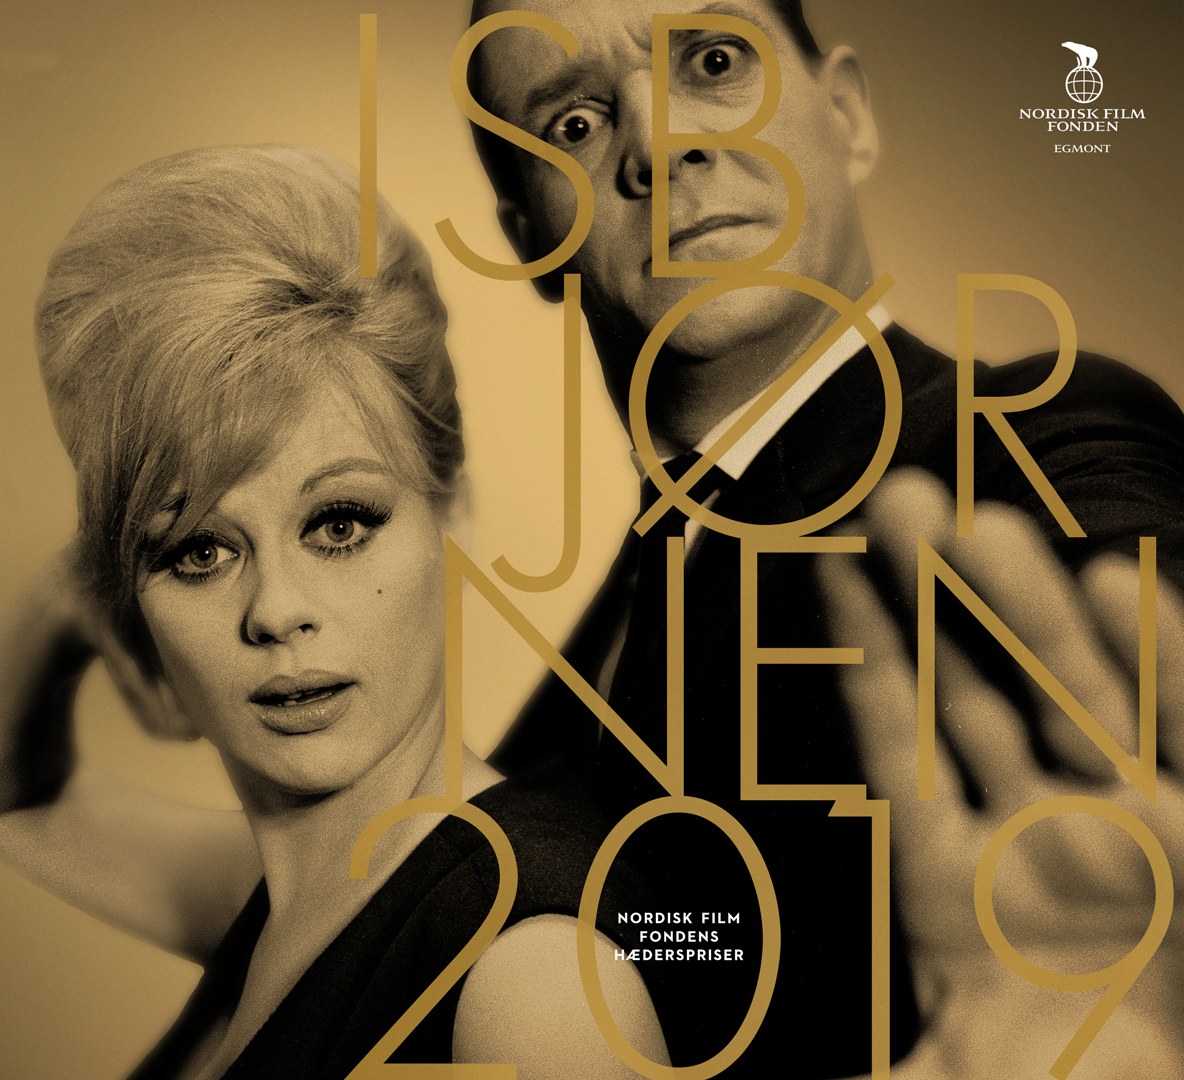 ISB
JØR
NEN
2019
NORDISK FILM
FONDENS
HÆDERSPRISER
NORDISK FILM
FONDEN
EGMONT